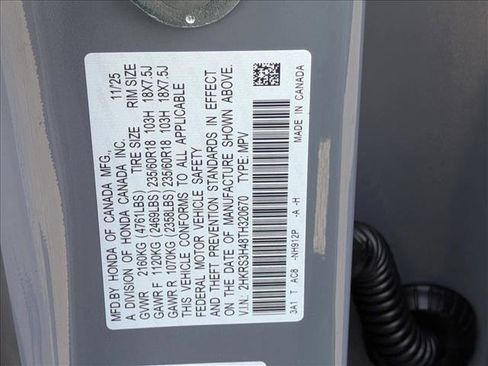 MFD.BY HONDA OF CANADA MFG., 11/25
A DIVISION OF HONDA CANADA INC.
TIRE SIZE RIM SIZE
GVWR 2160KG (4761LBS)
GAWR F 1120KG (2469LBS) 235/60R18 103H 18X7.5J
GAWR R 1070KG (2358LBS) 235/60R18 103H 18X7.5J
THIS VEHICLE CONFORMS TO ALL APPLICABLE
FEDERAL MOTOR VEHICLE SAFETY
AND THEFT PREVENTION STANDARDS IN EFFECT
ON THE DATE OF MANUFACTURE SHOWN ABOVE.
V.I.N.: 2HKRS3H48TH320670 TYPE: MPV
3A1 T AC8 -NH912P -A -H MADE IN CANADA